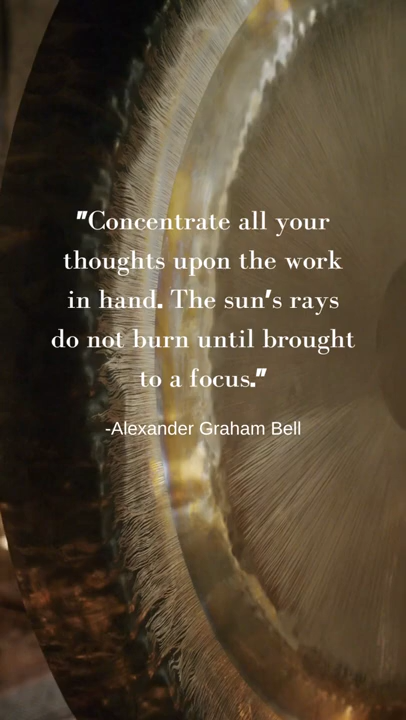 "Concentrate all your
thoughts upon the work
in hand. The sun's rays
do not burn until brought
to a focus."
-Alexander Graham Bell